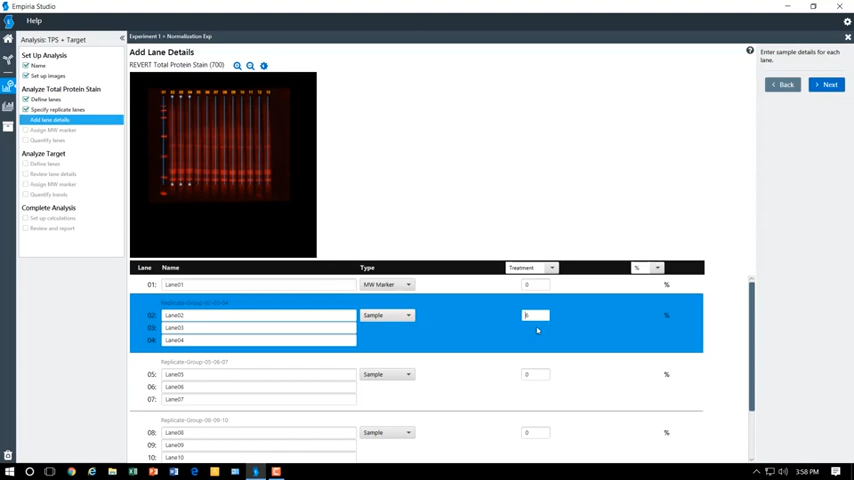 Empiria Studio
Help
Analysis: TPS + Target
Experiment 1 > Normalization Exp
Set Up Analysis
Name
Set up images
Analyze Total Protein Stain
Define lanes
Specify replicate lanes
Add lane details
Assign MW marker
Quantify lanes
Analyze Target
Define lanes
Review lane details
Assign MW marker
Quantify bands
Complete Analysis
Set up calculations
Review and report
Add Lane Details
REVERT Total Protein Stain (700)
Enter sample details for each
lane.
< Back
> Next
Lane Name Type Treatment %
01: Lane01 MW Marker 0 %
Replicate-Group-02-03-04
02: Lane02 Sample %
03: Lane03
04: Lane04
Replicate-Group-05-06-07
05: Lane05 Sample 0 %
06: Lane06
07: Lane07
Replicate-Group-08-09-10
08: Lane08 Sample 0 %
09: Lane09
10: Lane10
3:58 PM